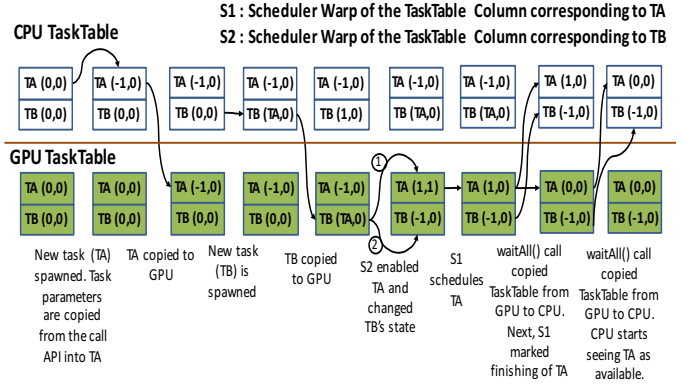 S1 : Scheduler Warp of the TaskTable Column corresponding to TA
S2 : Scheduler Warp of the TaskTable Column corresponding to TB
CPU TaskTable
TA (0,0) TA (-1,0) TA (-1,0) TA (-1,0) TA (-1,0) TA (-1,0) TA (-1,0) TA (1,0) TA (0,0)
TB (0,0) TB (0,0) TB (0,0) TB (TA,0) TB (1,0) TB (TA,0) TB (TA,0) TB (-1,0) TB (-1,0)
GPU TaskTable
1
TA (0,0) TA (0,0) TA (-1,0) TA (-1,0) TA (-1,0) TA (1,1) TA (1,0) TA (0,0) TA (0,0)
TB (0,0) TB (0,0) TB (0,0) TB (0,0) TB (TA,0) TB (-1,0) TB (-1,0) TB (-1,0) TB (-1,0)
2
New task (TA)
spawned. Task
parameters
are copied
from the call
API into TA
TA copied to
GPU
New task
(TB) is
spawned
TB copied
to GPU
S2 enabled
TA and
changed
TB's state
S1
schedules
TA
waitAll() call
copied
TaskTable from
GPU to CPU.
Next, S1
marked
finishing of TA
waitAll() call
copied
TaskTable from
GPU to CPU.
CPU starts
seeing TA as
available.